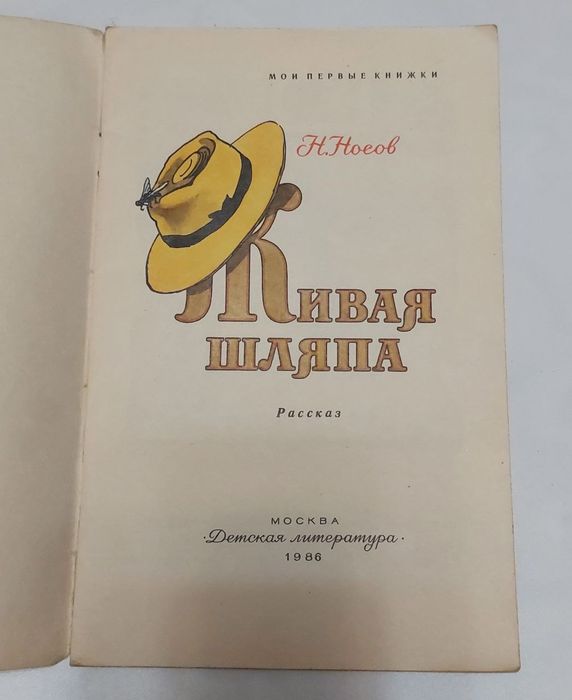 МОИ ПЕРВЫЕ КНИЖКИ
Н.Носов
ЖИВАЯ
ШЛЯПА
Рассказ
МОСКВА
·Детская литература·
1986